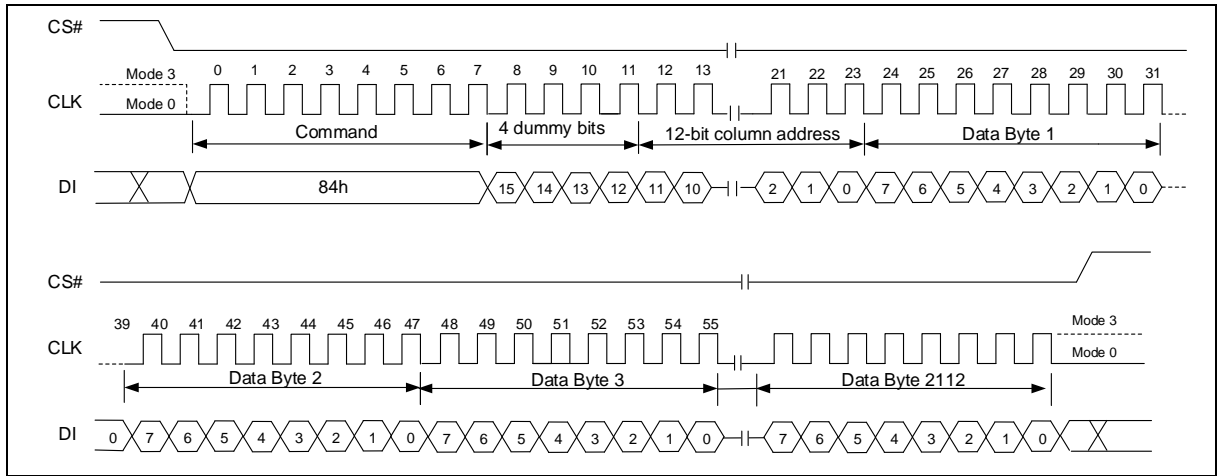 CS#
Mode 3
0 1 2 3 4 5 6 7 8 9 10 11 12 13 21 22 23 24 25 26 27 28 29 30 31
CLK
Mode 0
Command
4 dummy bits
12-bit column address
Data Byte 1
DI
84h
15 14 13 12 11 10 2 1 0 7 6 5 4 3 2 1 0
CS#
39 40 41 42 43 44 45 46 47 48 49 50 51 52 53 54 55
Mode 3
CLK
Mode 0
Data Byte 2
Data Byte 3
Data Byte 2112
DI
0 7 6 5 4 3 2 1 0 7 6 5 4 3 2 1 0 7 6 5 4 3 2 1 0